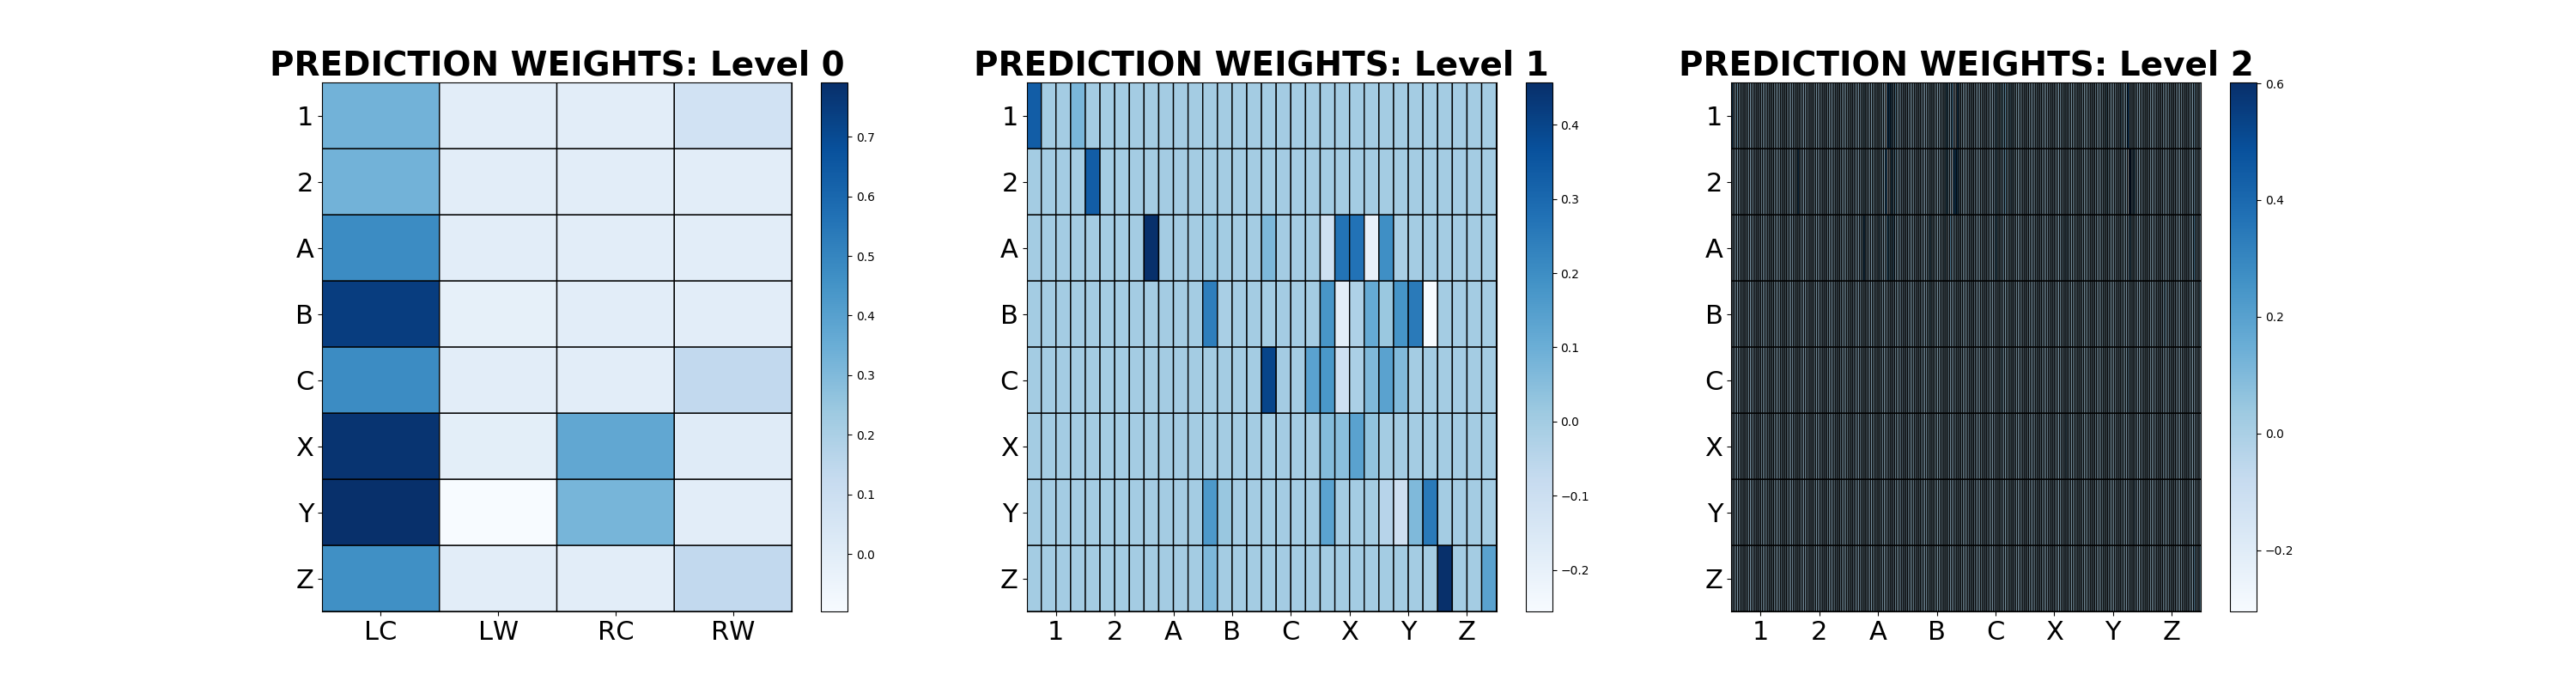 PREDICTION WEIGHTS: Level 0
1
2
A
B
C
X
Y
Z
LC LW RC RW
0.7
0.6
0.5
0.4
0.3
0.2
0.1
0.0
PREDICTION WEIGHTS: Level 1
1
2
A
B
C
X
Y
Z
1 2 A B C X Y Z
0.4
0.3
0.2
0.1
0.0
−0.1
−0.2
PREDICTION WEIGHTS: Level 2
1
2
A
B
C
X
Y
Z
1 2 A B C X Y Z
0.6
0.4
0.2
0.0
−0.2